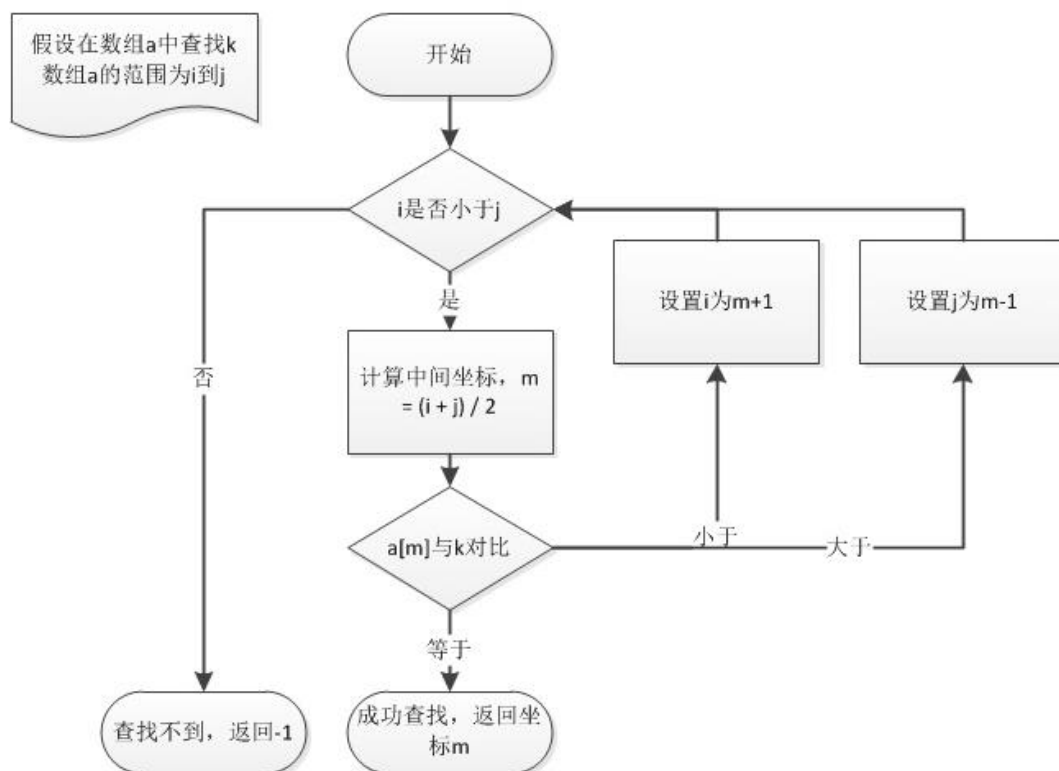 假设在数组a中查找k
数组a的范围为i到j
开始
i是否小于j
设置i为m+1
设置j为m-1
是
否
计算中间坐标，m
= (i + j) / 2
a[m]与k对比
小于
大于
等于
查找不到，返回-1
成功查找，返回坐
标m